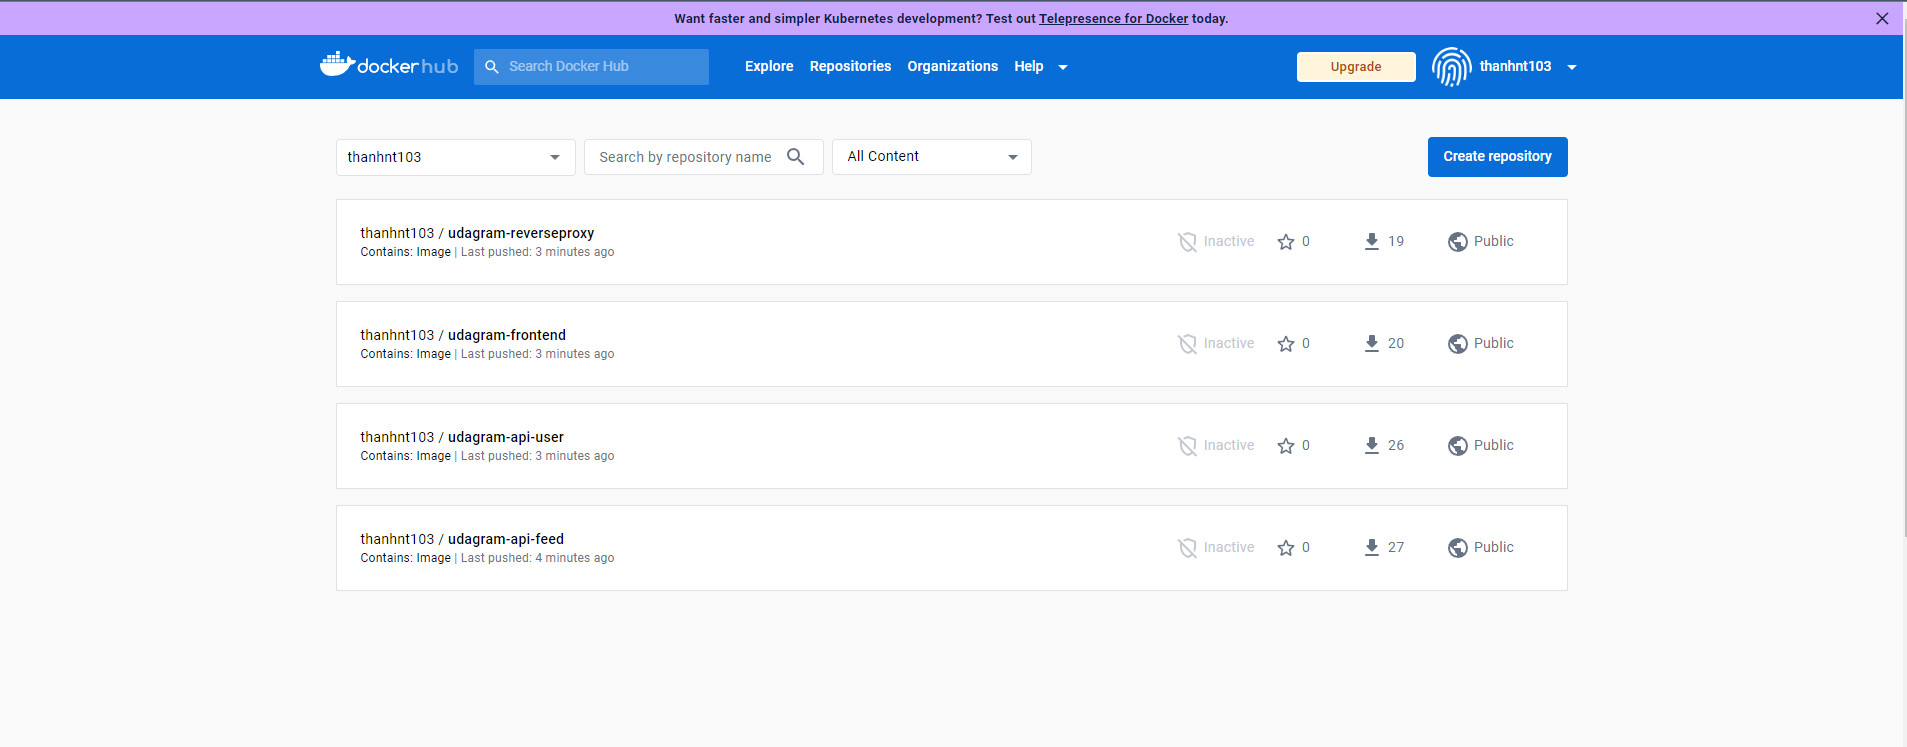 Want faster and simpler Kubernetes development? Test out Telepresence for Docker today.
docker hub
Search Docker Hub
Explore Repositories Organizations Help
Upgrade
thanhnt103
thanhnt103
Search by repository name
All Content
Create repository
thanhnt103 / udagram-reverseproxy
Contains: Image | Last pushed: 3 minutes ago
Inactive 0 19 Public
thanhnt103 / udagram-frontend
Contains: Image | Last pushed: 3 minutes ago
Inactive 0 20 Public
thanhnt103 / udagram-api-user
Contains: Image | Last pushed: 3 minutes ago
Inactive 0 26 Public
thanhnt103 / udagram-api-feed
Contains: Image | Last pushed: 4 minutes ago
Inactive 0 27 Public